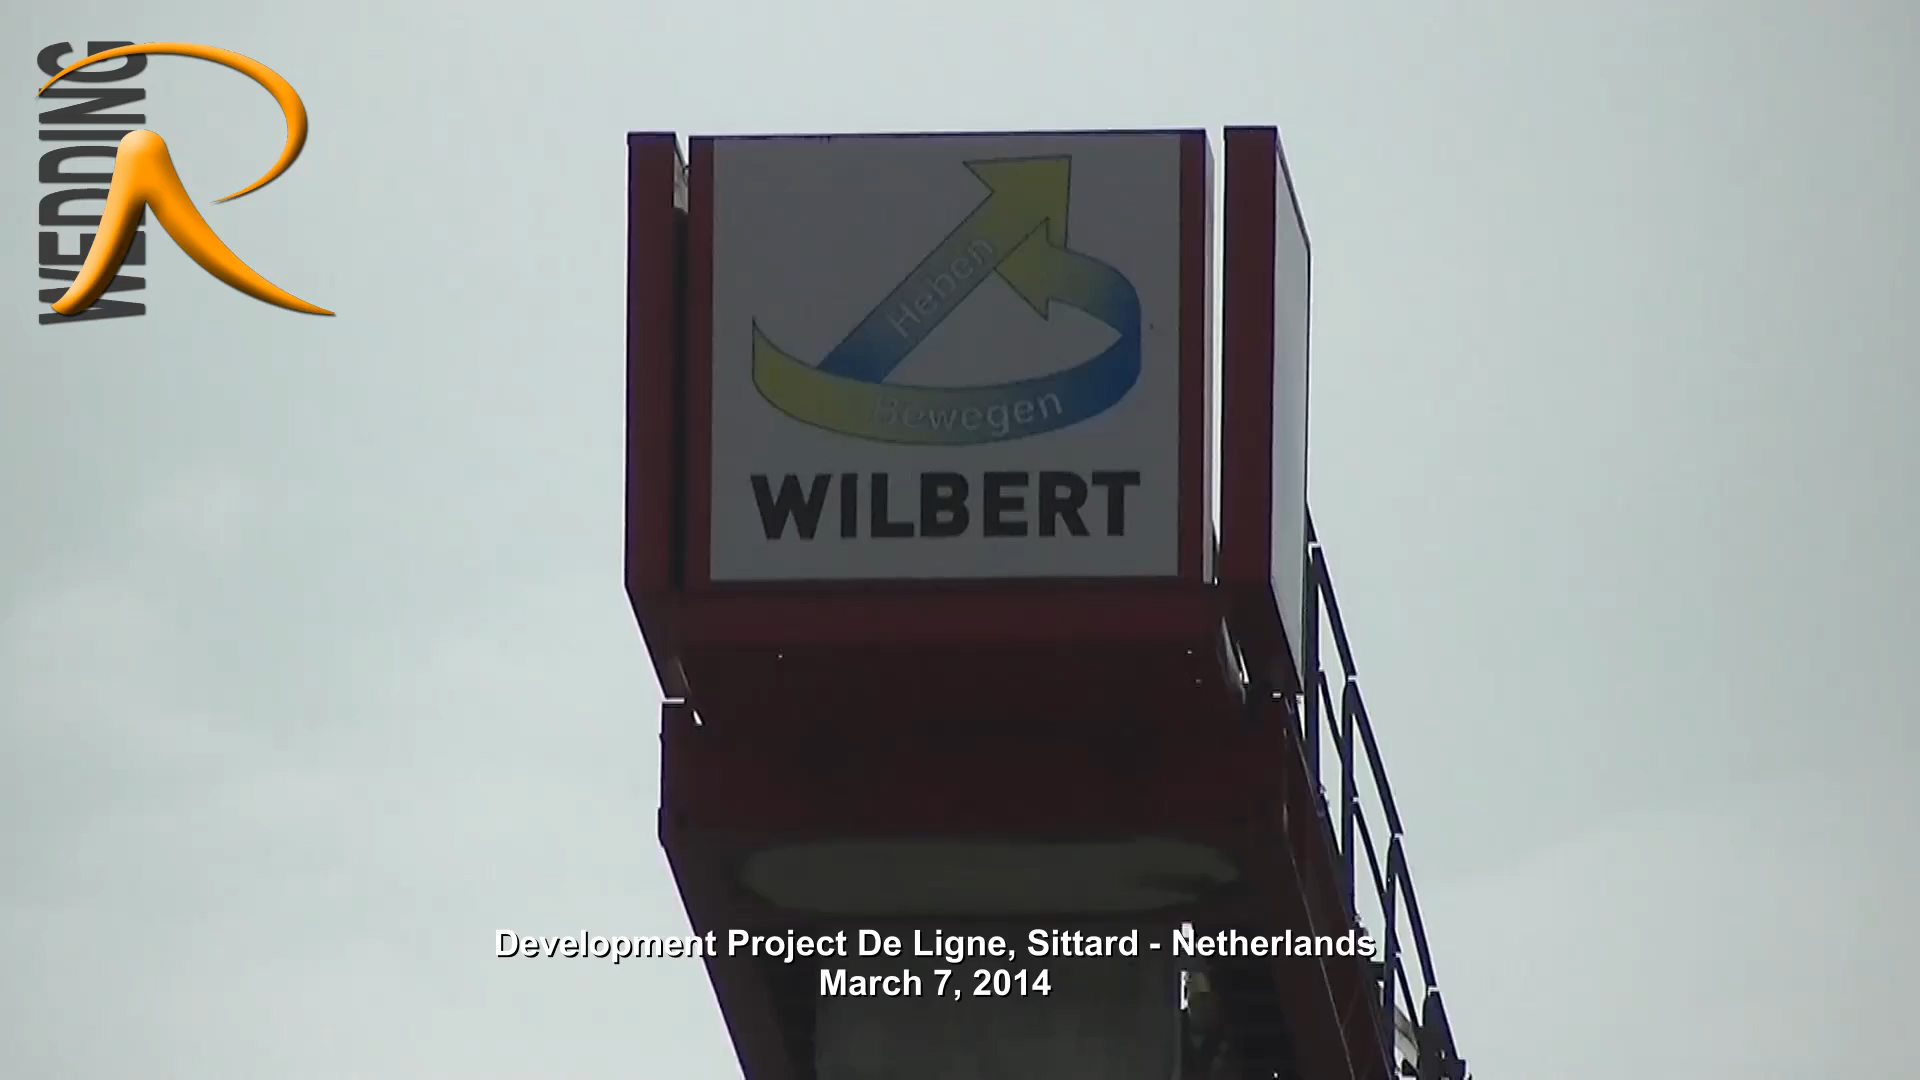 WEDDING
Heben
Bewegen
WILBERT
Development Project De Ligne, Sittard - Netherlands
March 7, 2014